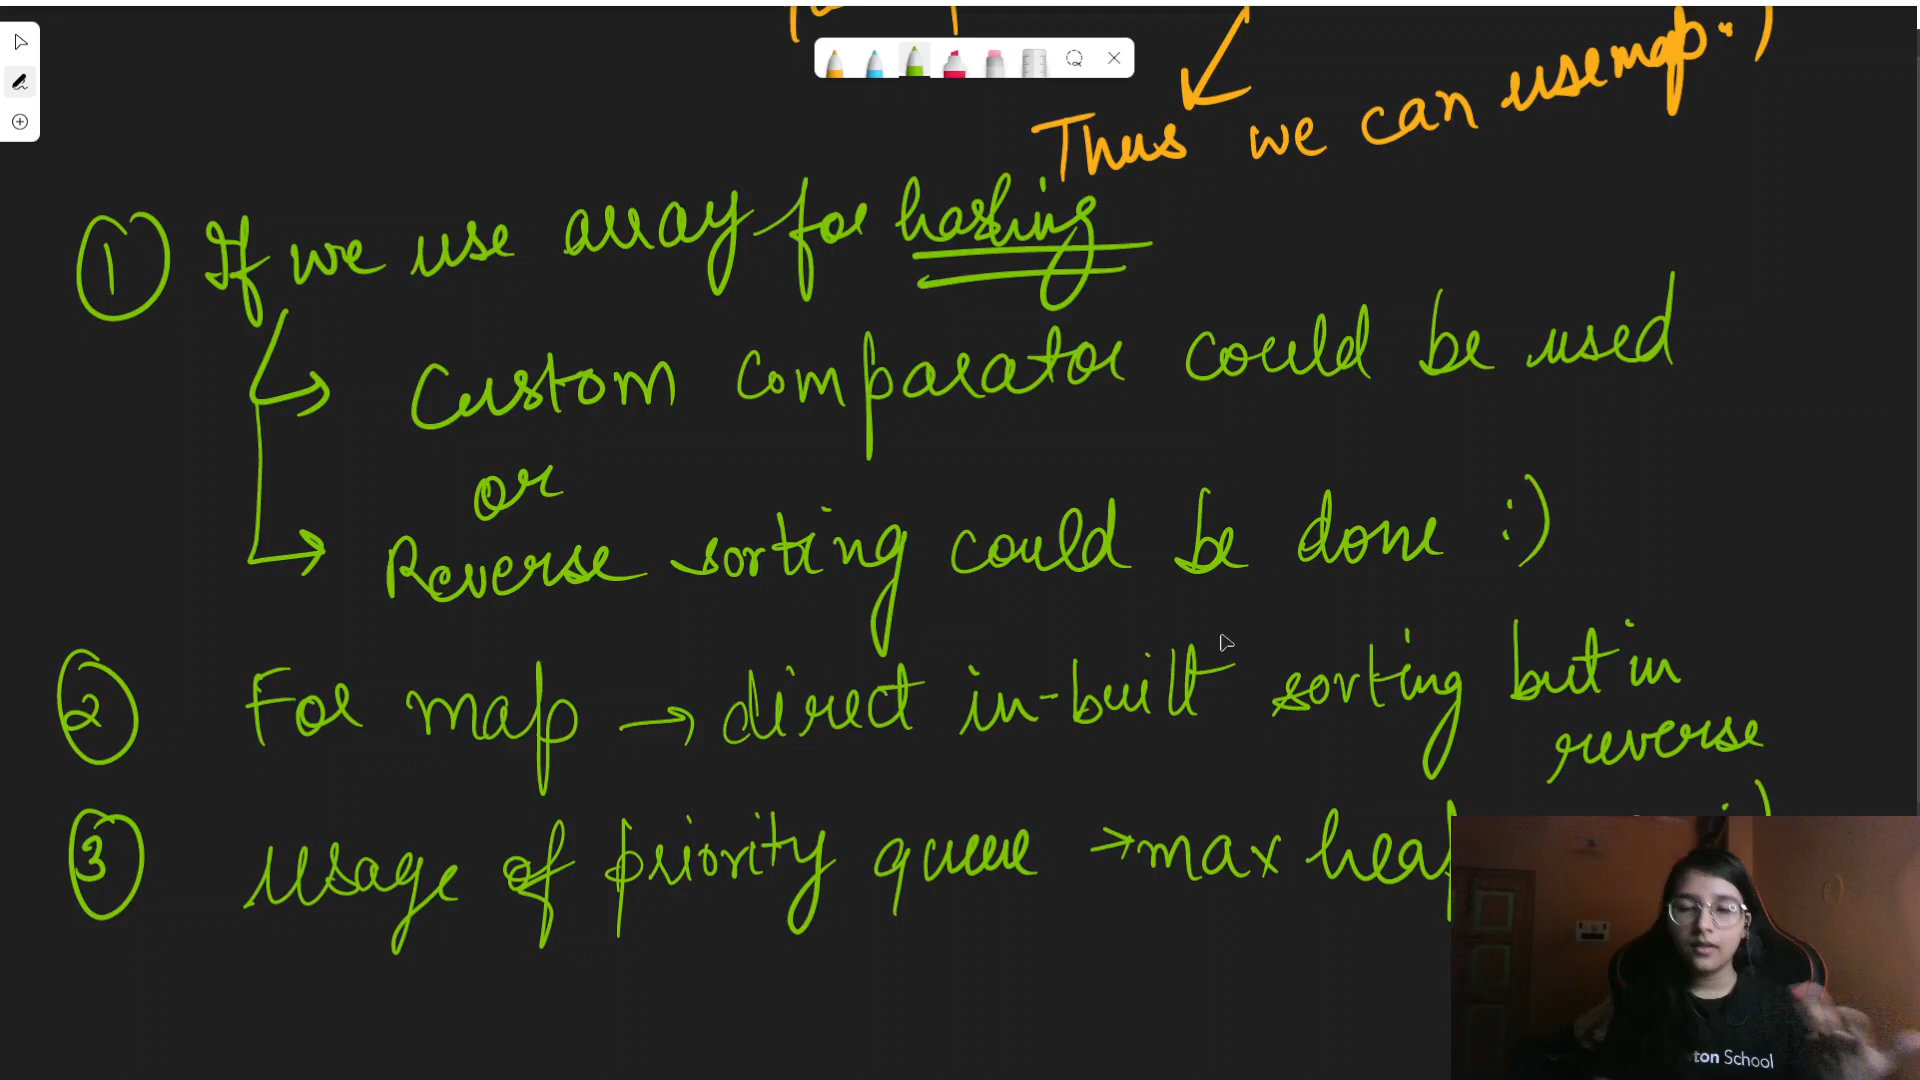 Thus we can use map :)
① If we use array for hashing
→ Custom comparator could be used
or
→ Reverse sorting could be done :)
② For map → direct in-built sorting but in
reverse
③ Usage of priority queue → max heap :)
ton School